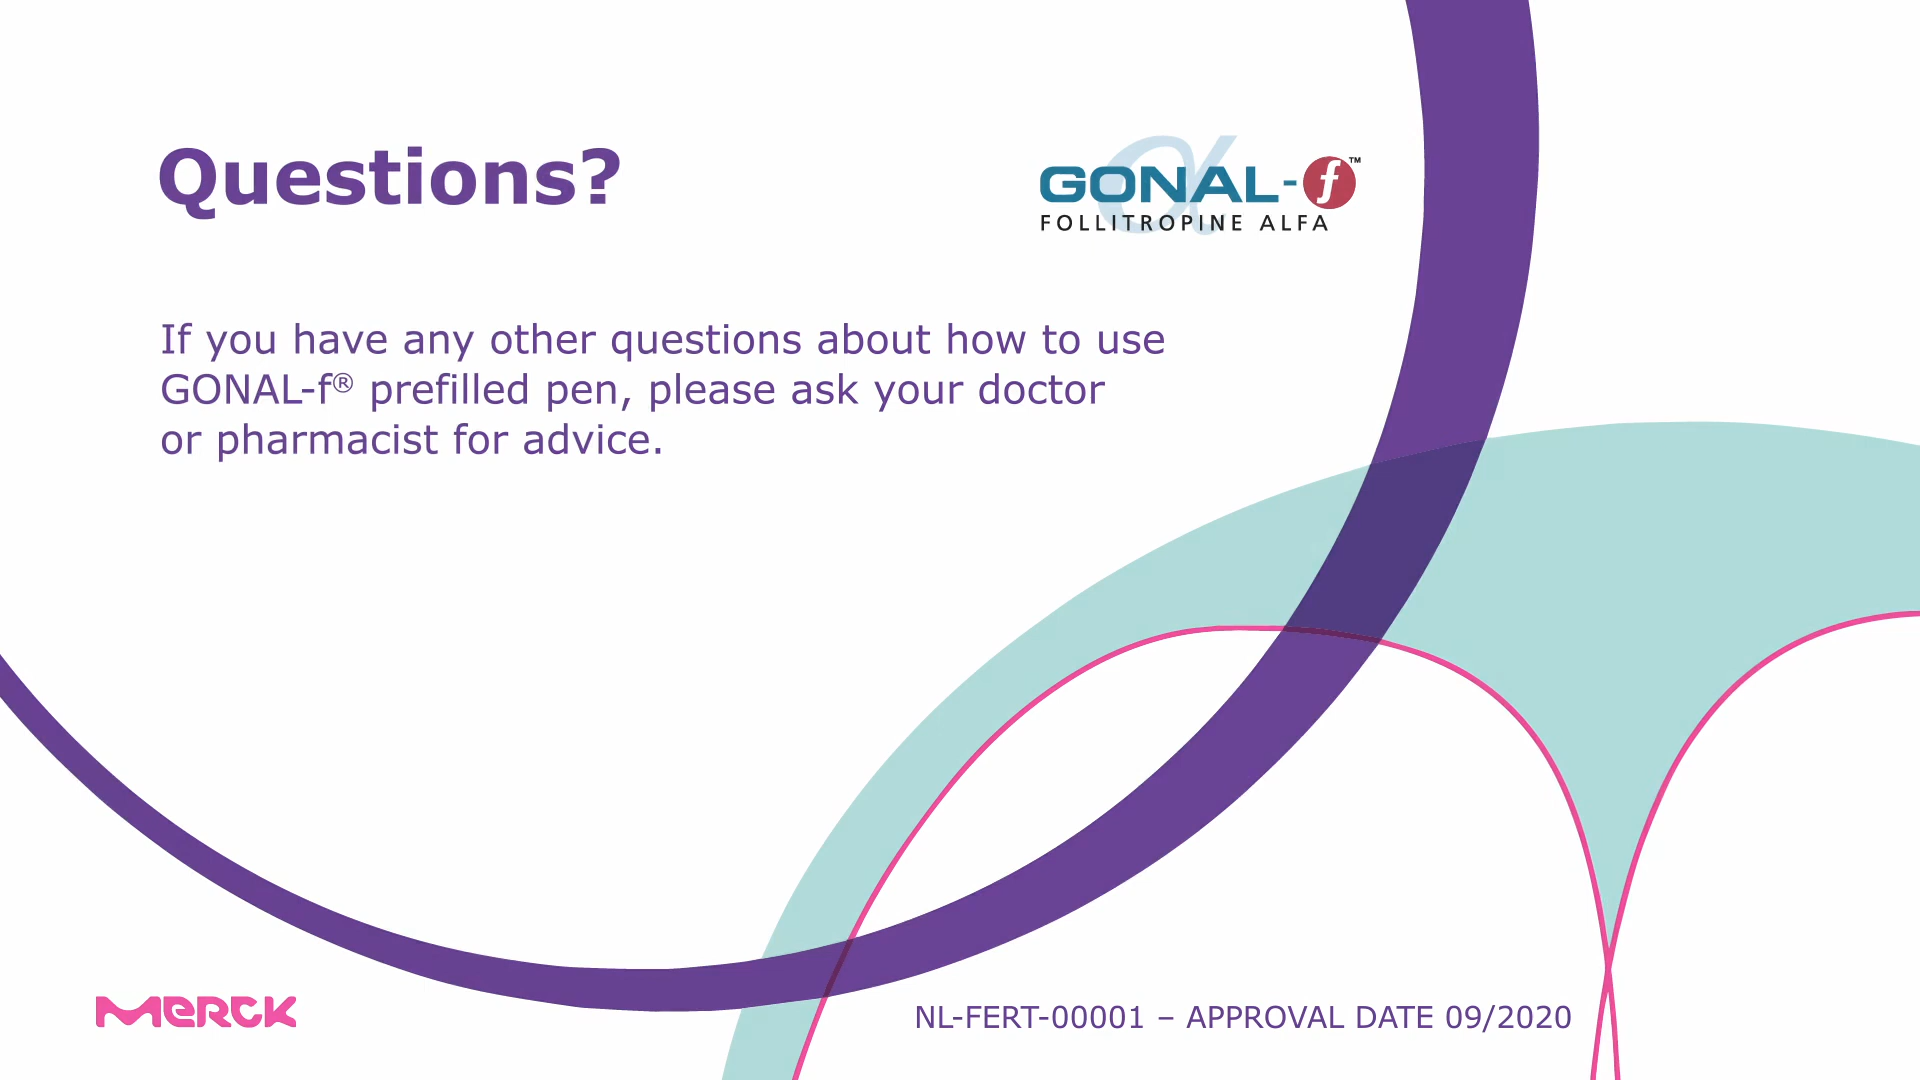 Questions?
GONAL-f™
FOLLITROPINE ALFA
If you have any other questions about how to use
GONAL-f® prefilled pen, please ask your doctor
or pharmacist for advice.
MERCK
NL-FERT-00001 – APPROVAL DATE 09/2020